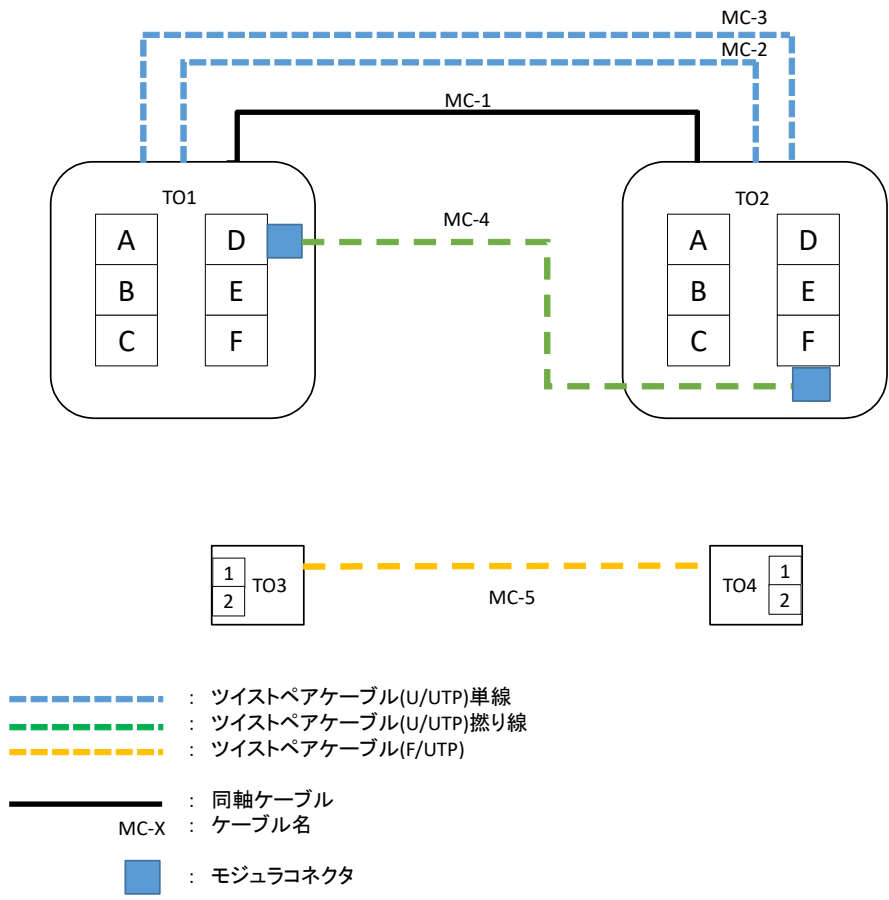 MC-3
MC-2
MC-1
TO1
A
B
C
D
E
F
MC-4
TO2
A
B
C
D
E
F
1
2
TO3
MC-5
TO4
1
2
: ツイストペアケーブル(U/UTP)単線
: ツイストペアケーブル(U/UTP)撚り線
: ツイストペアケーブル(F/UTP)
: 同軸ケーブル
MC-X : ケーブル名
: モジュラコネクタ